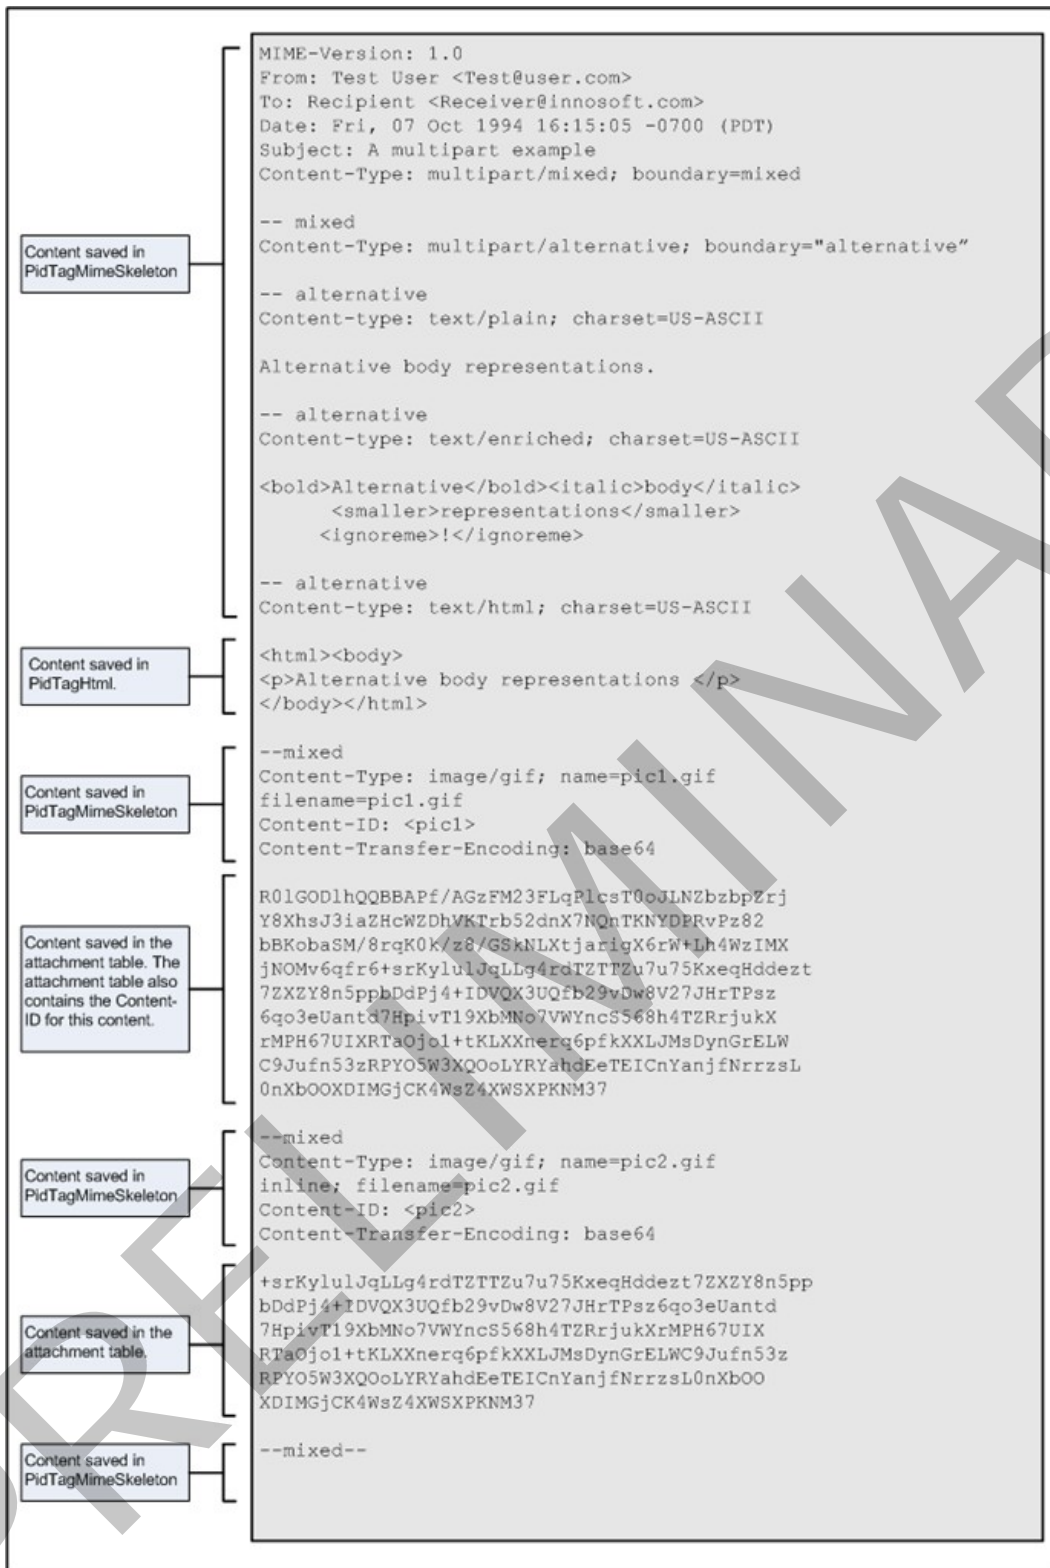 MIME-Version: 1.0
From: Test User <Test@user.com>
To: Recipient <Receiver@innosoft.com>
Date: Fri, 07 Oct 1994 16:15:05 -0700 (PDT)
Subject: A multipart example
Content-Type: multipart/mixed; boundary=mixed
-- mixed
Content-Type: multipart/alternative; boundary="alternative”
-- alternative
Content-type: text/plain; charset=US-ASCII
Alternative body representations.
-- alternative
Content-type: text/enriched; charset=US-ASCII
<bold>Alternative</bold><italic>body</italic>
<smaller>representations</smaller>
<ignoreme>!</ignoreme>
-- alternative
Content-type: text/html; charset=US-ASCII
Content saved in
PidTagMimeSkeleton
<html><body>
<p>Alternative body representations </p>
</body></html>
Content saved in
PidTagHtml.
--mixed
Content-Type: image/gif; name=pic1.gif
filename=pic1.gif
Content-ID: <pic1>
Content-Transfer-Encoding: base64
Content saved in
PidTagMimeSkeleton
R0lGODlhQQBBAPf/AGzFM23FLqPlcsT0oJLNZbzbpZrj
Y8XhsJ3iaZHcWZDhVKTrb52dnX7NQnTKNYDPRvPz82
bBKobaSM/8rqK0k/z8/GSkNLXtjarigX6rW+Lh4WzIMX
jNOMv6qfr6+srKylulJqLLg4rdTZTTZu7u75KxeqHddezt
7ZXZY8n5ppbDdPj4+IDVQX3UQfb29vDw8V27JHrTPsz
6qo3eUantd7HpivT19XbMNo7VWYncS568h4TZRrjukX
rMPH67UIXRTaOjo1+tKLXXnerq6pfkXXLJMsDynGrELW
C9Jufn53zRPYO5W3XQOoLYRYahdEeTEICnYanjfNrrzsL
0nXbOOXDIMGjCK4WsZ4XWSXPKNM37
Content saved in the
attachment table. The
attachment table also
contains the Content-
ID for this content.
--mixed
Content-Type: image/gif; name=pic2.gif
inline; filename=pic2.gif
Content-ID: <pic2>
Content-Transfer-Encoding: base64
Content saved in
PidTagMimeSkeleton
+srKylulJqLLg4rdTZTTZu7u75KxeqHddezt7ZXZY8n5pp
bDdPj4+IDVQX3UQfb29vDw8V27JHrTPsz6qo3eUantd
7HpivT19XbMNo7VWYncS568h4TZRrjukXrMPH67UIX
RTaOjo1+tKLXXnerq6pfkXXLJMsDynGrELWC9Jufn53z
RPYO5W3XQOoLYRYahdEeTEICnYanjfNrrzsL0nXbOO
XDIMGjCK4WsZ4XWSXPKNM37
Content saved in the
attachment table.
--mixed--
Content saved in
PidTagMimeSkeleton
PRELIMINAR